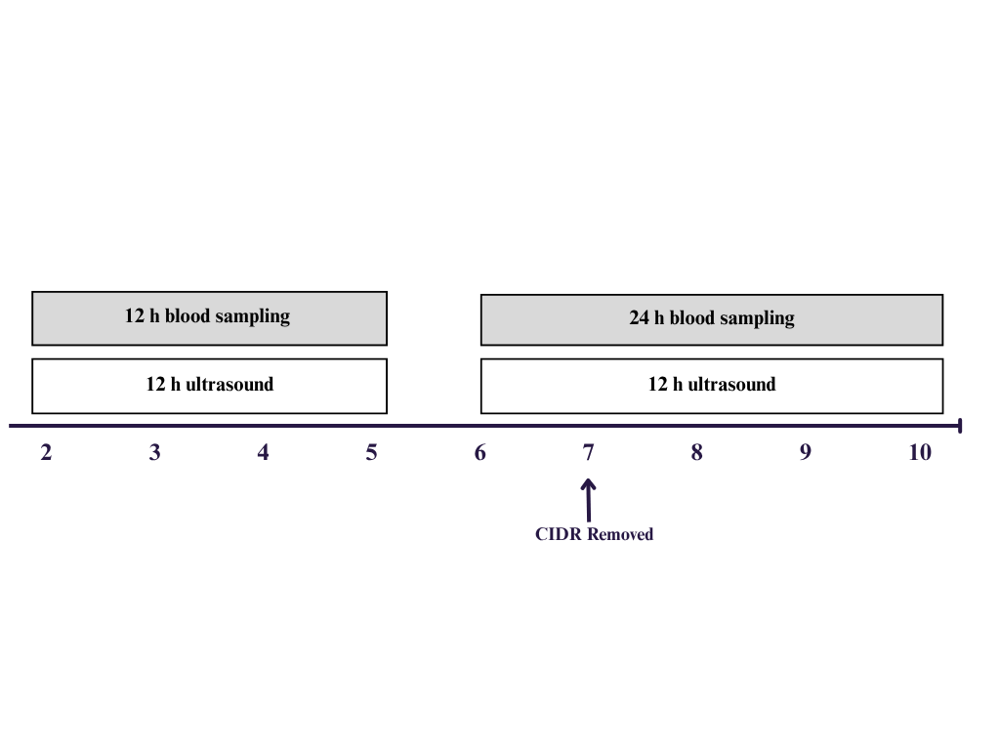 12 h blood sampling
24 h blood sampling
12 h ultrasound
12 h ultrasound
2 3 4 5 6 7 8 9 10
CIDR Removed